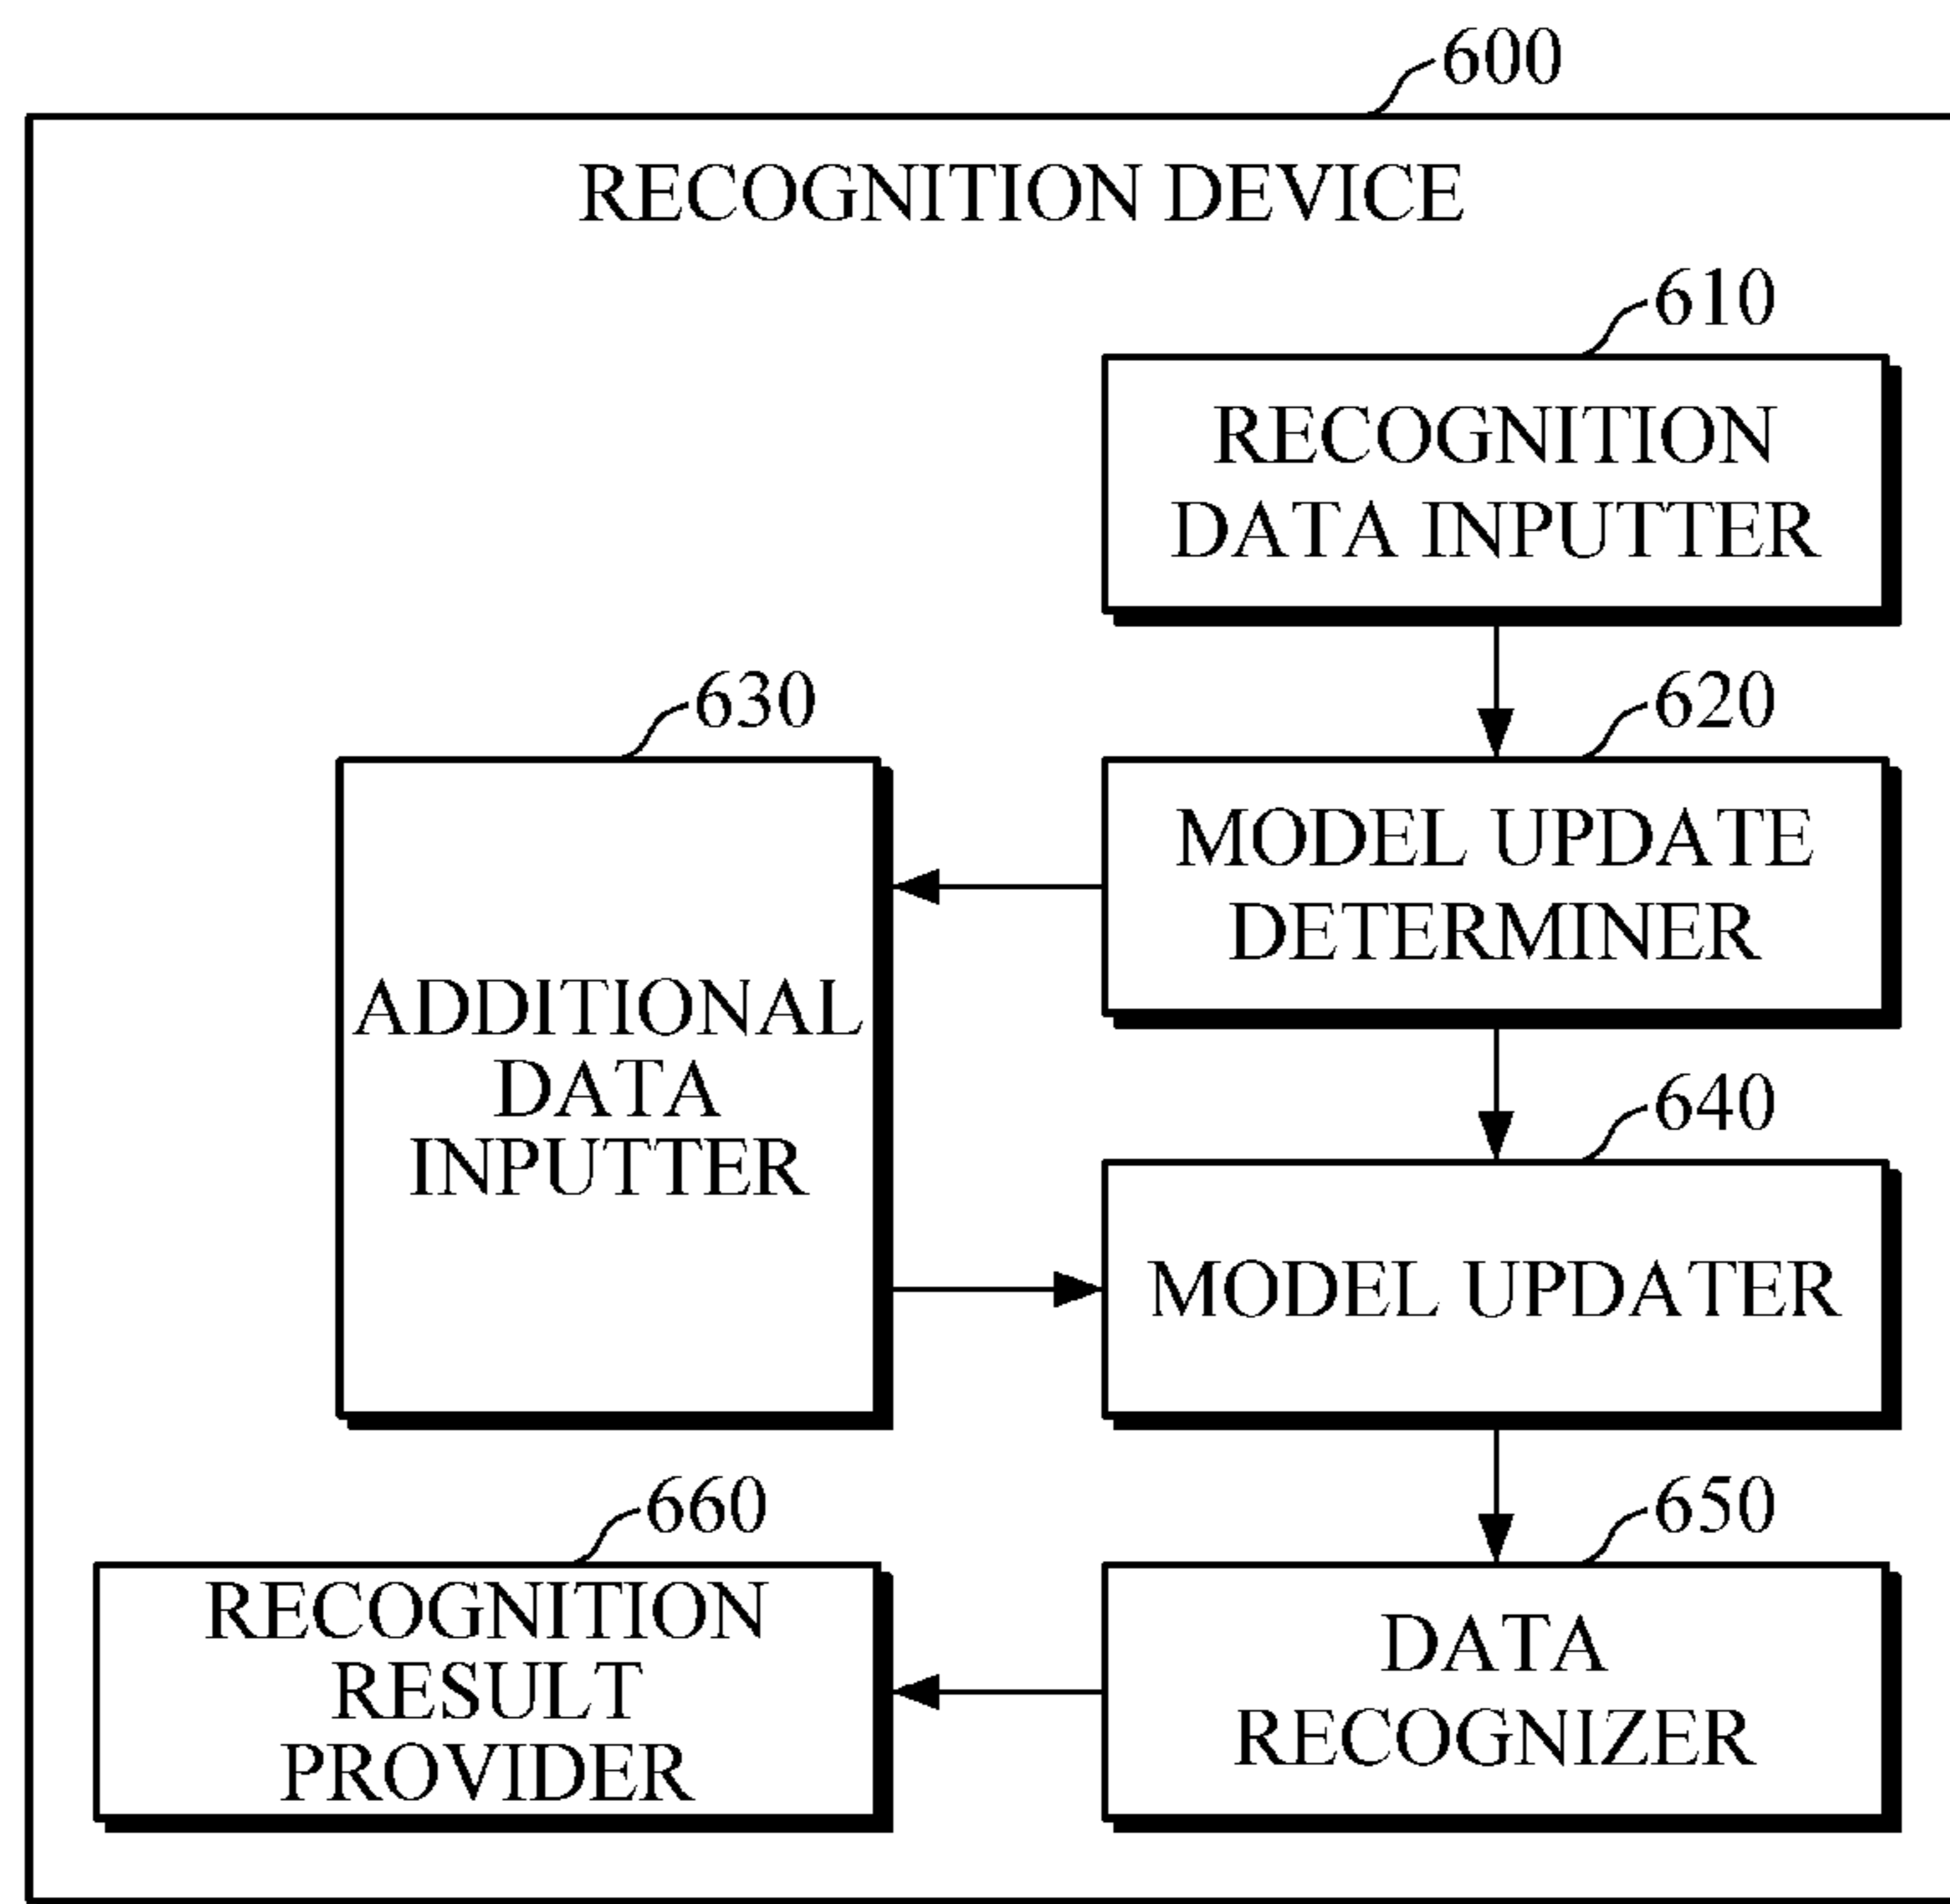 600
RECOGNITION DEVICE
610
RECOGNITION
DATA INPUTTER
630
620
MODEL UPDATE
DETERMINER
ADDITIONAL
DATA
INPUTTER
640
MODEL UPDATER
660
650
RECOGNITION
RESULT
PROVIDER
DATA
RECOGNIZER